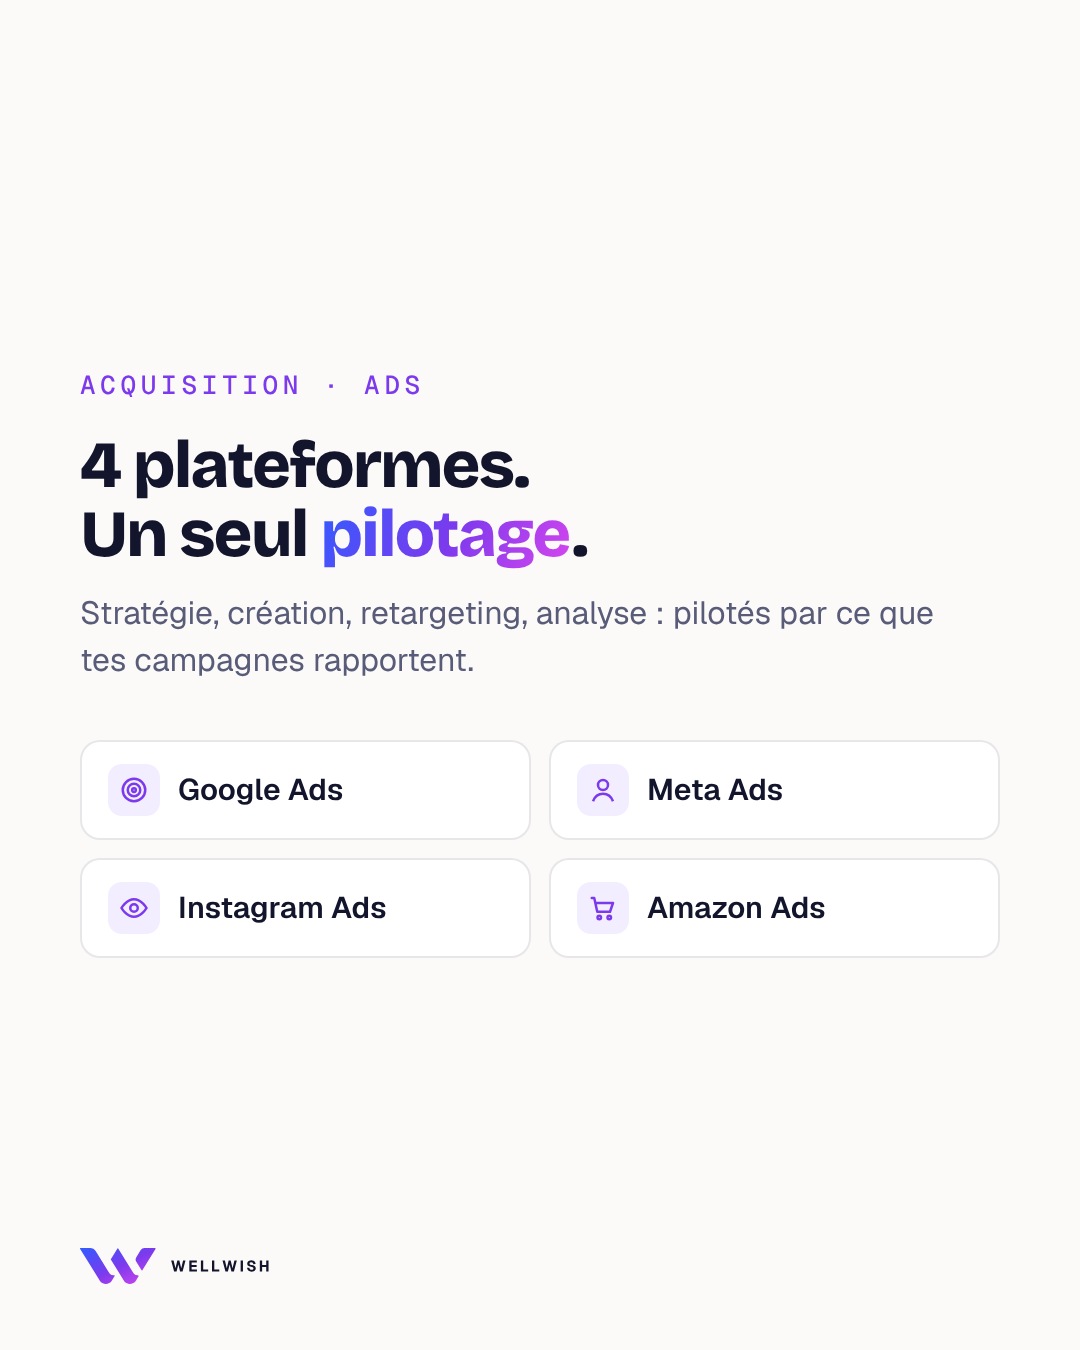 ACQUISITION · ADS
4 plateformes.
Un seul pilotage.
Stratégie, création, retargeting, analyse : pilotés par ce que
tes campagnes rapportent.
Google Ads
Meta Ads
Instagram Ads
Amazon Ads
WELLWISH